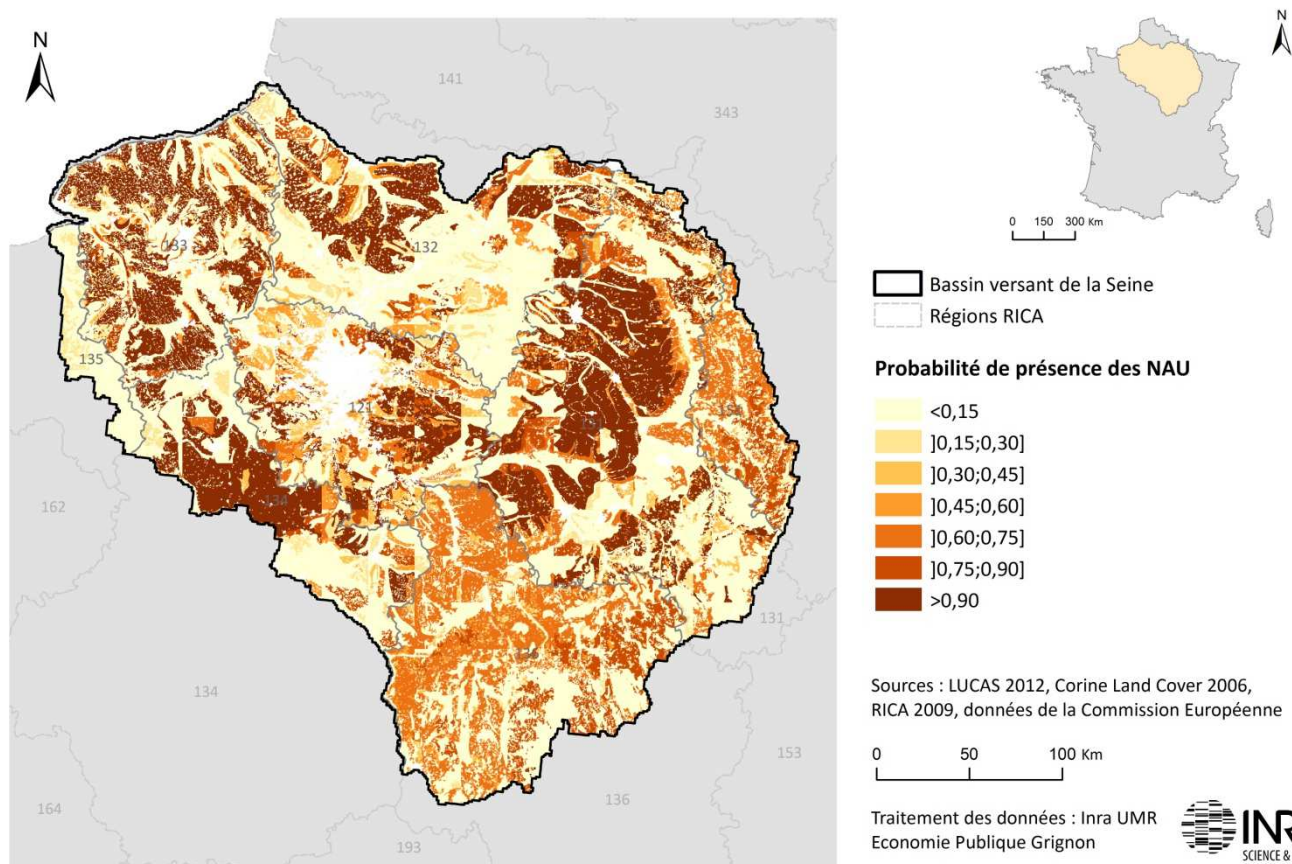 N
141
343
133
132
135
121
162
134
131
153
164
136
193
N
0 150 300 Km
Bassin versant de la Seine
Régions RICA
Probabilité de présence des NAU
<0,15
]0,15;0,30]
]0,30;0,45]
]0,45;0,60]
]0,60;0,75]
]0,75;0,90]
>0,90
Sources : LUCAS 2012, Corine Land Cover 2006,
RICA 2009, données de la Commission Européenne
0 50 100 Km
Traitement des données : Inra UMR
Economie Publique Grignon
INR
SCIENCE &